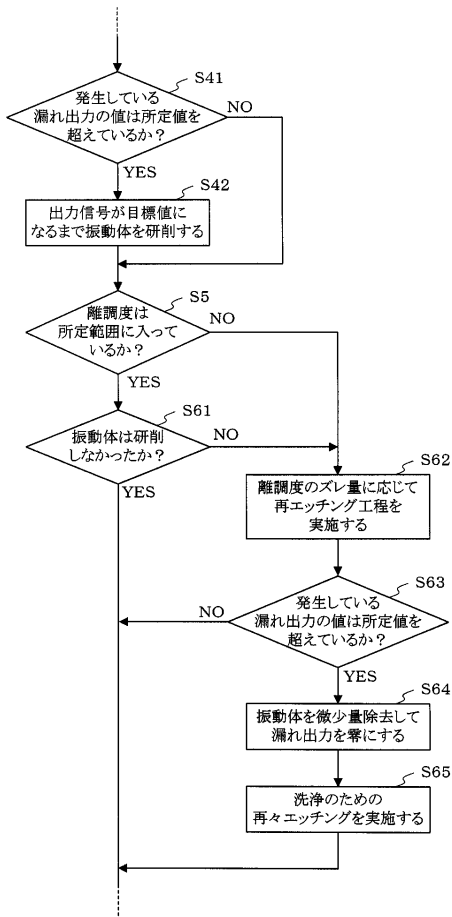 S41
発生している
漏れ出力の値は所定値を
超えているか？
NO
YES
S42
出力信号が目標値に
なるまで振動体を研削する
S5
離調度は
所定範囲に入って
いるか？
NO
YES
S61
振動体は研削
しなかったか？
NO
YES
S62
離調度のズレ量に応じて
再エッチング工程を
実施する
S63
発生している
漏れ出力の値は所定値を
超えているか？
NO
YES
S64
振動体を微少量除去して
漏れ出力を零にする
S65
洗浄のための
再々エッチングを実施する